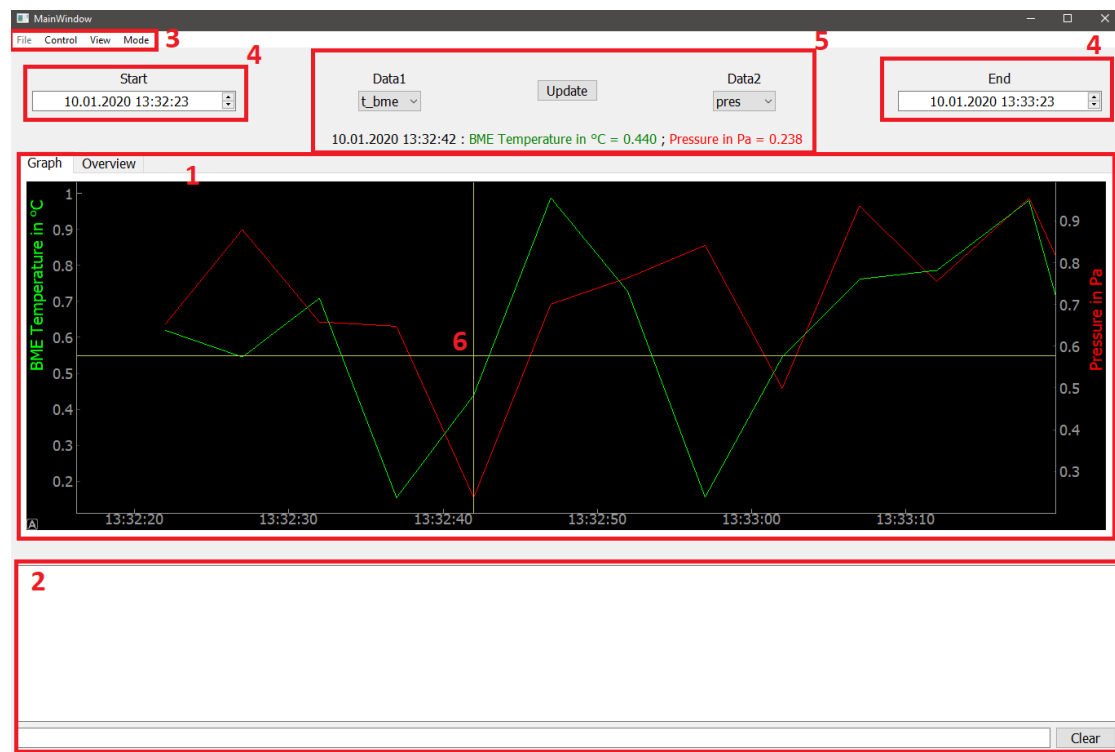 MainWindow
File Control View Mode 3
4 5 4
Start Data1 Update Data2 End
10.01.2020 13:32:23 t_bme pres 10.01.2020 13:33:23
10.01.2020 13:32:42 : BME Temperature in °C = 0.440 ; Pressure in Pa = 0.238
Graph Overview
1
BME Temperature in °C
1
0.9
0.8
0.7
0.6
0.5
0.4
0.3
0.2
6
0.9
0.8
0.7
0.6
0.5
0.4
0.3
Pressure in Pa
A
13:32:20 13:32:30 13:32:40 13:32:50 13:33:00 13:33:10
2
Clear